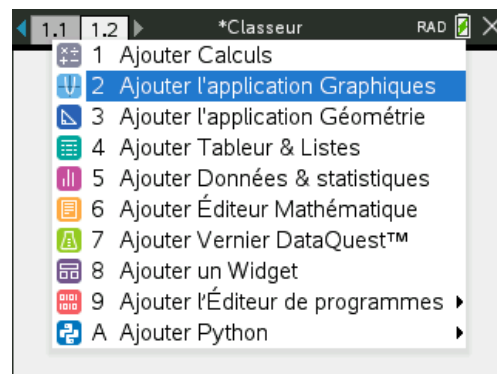 1.1 1.2 *Classeur RAD
1 Ajouter Calculs
2 Ajouter l'application Graphiques
3 Ajouter l'application Géométrie
4 Ajouter Tableur & Listes
5 Ajouter Données & statistiques
6 Ajouter Éditeur Mathématique
7 Ajouter Vernier DataQuest™
8 Ajouter un Widget
9 Ajouter l'Éditeur de programmes
A Ajouter Python